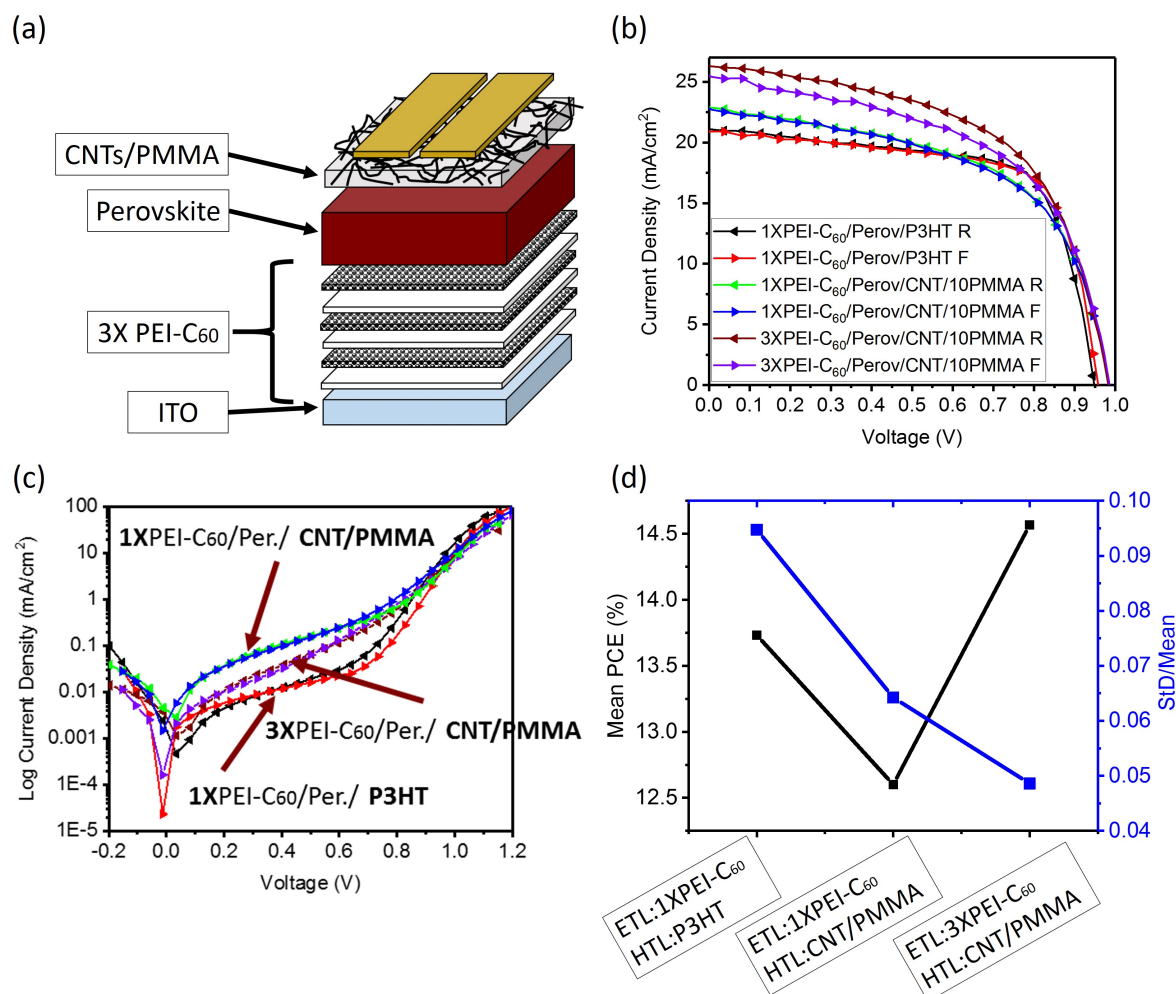 (a)
CNTs/PMMA
Perovskite
3X PEI-C₆₀
ITO
(b)
Current Density (mA/cm²)
25
20
15
10
5
0
1XPEI-C₆₀/Perov/P3HT R
1XPEI-C₆₀/Perov/P3HT F
1XPEI-C₆₀/Perov/CNT/10PMMA R
1XPEI-C₆₀/Perov/CNT/10PMMA F
3XPEI-C₆₀/Perov/CNT/10PMMA R
3XPEI-C₆₀/Perov/CNT/10PMMA F
0.0 0.1 0.2 0.3 0.4 0.5 0.6 0.7 0.8 0.9 1.0
Voltage (V)
(c)
Log Current Density (mA/cm²)
100
10
1
0.1
0.01
0.001
1E-4
1E-5
1XPEI-C₆₀/Per./ CNT/PMMA
3XPEI-C₆₀/Per./ CNT/PMMA
1XPEI-C₆₀/Per./ P3HT
-0.2 0.0 0.2 0.4 0.6 0.8 1.0 1.2
Voltage (V)
(d)
Mean PCE (%)
14.5
14.0
13.5
13.0
12.5
0.10
0.09
0.08
0.07
0.06
0.05
0.04
StD/Mean
ETL:1XPEI-C₆₀
HTL:P3HT
ETL:1XPEI-C₆₀
HTL:CNT/PMMA
ETL:3XPEI-C₆₀
HTL:CNT/PMMA